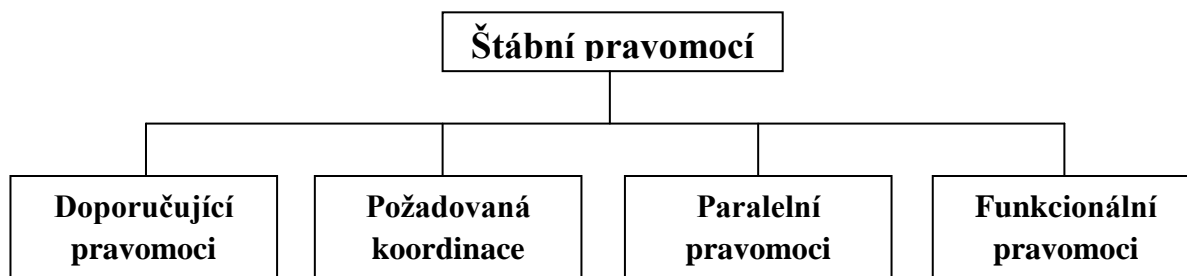 Štábní pravomocí
Doporučující
pravomoci
Požadovaná
koordinace
Paralelní
pravomoci
Funkcionální
pravomoci